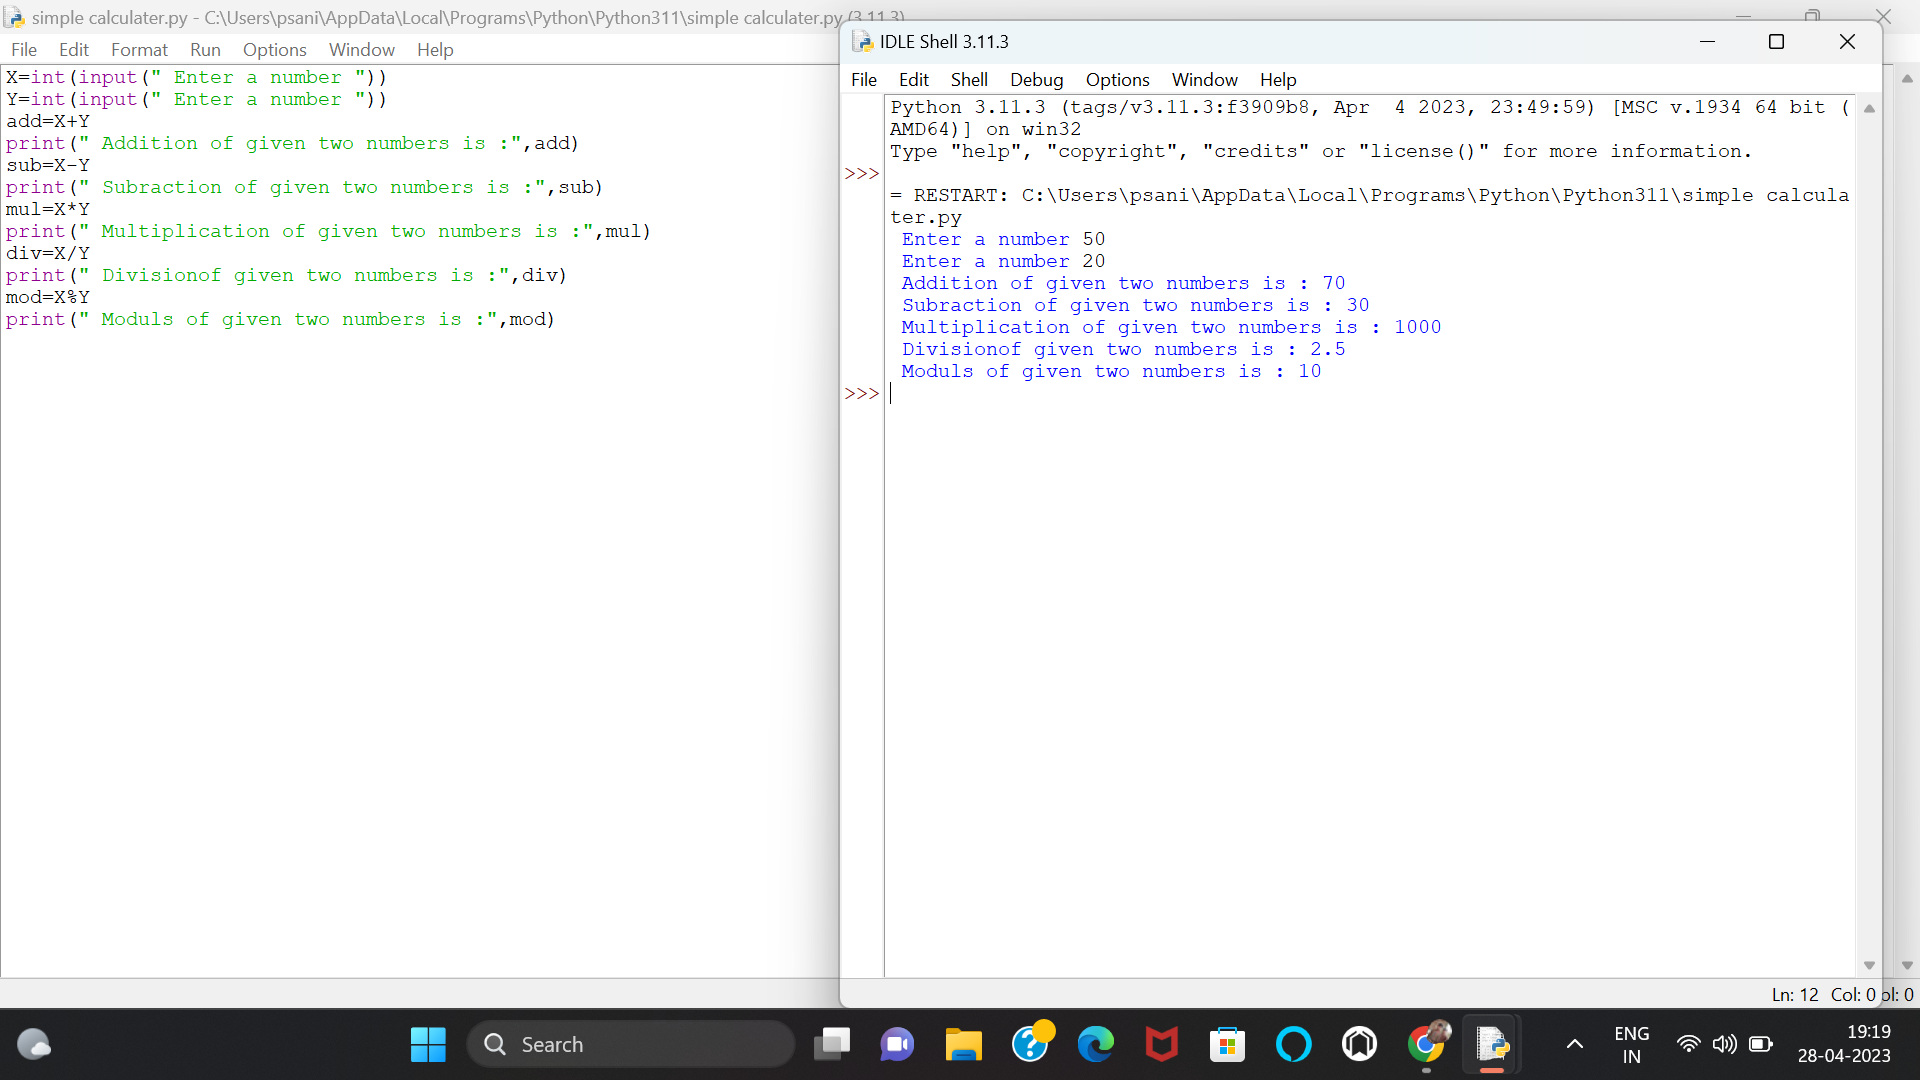 simple calculater.py - C:\Users\psani\AppData\Local\Programs\Python\Python311\simple calculater.py (3.11.3)
File Edit Format Run Options Window Help
X=int(input(" Enter a number "))
Y=int(input(" Enter a number "))
add=X+Y
print(" Addition of given two numbers is :",add)
sub=X-Y
print(" Subraction of given two numbers is :",sub)
mul=X*Y
print(" Multiplication of given two numbers is :",mul)
div=X/Y
print(" Divisionof given two numbers is :",div)
mod=X%Y
print(" Moduls of given two numbers is :",mod)
IDLE Shell 3.11.3
File Edit Shell Debug Options Window Help
Python 3.11.3 (tags/v3.11.3:f3909b8, Apr  4 2023, 23:49:59) [MSC v.1934 64 bit (
AMD64)] on win32
Type "help", "copyright", "credits" or "license()" for more information.
>>>
= RESTART: C:\Users\psani\AppData\Local\Programs\Python\Python311\simple calcula
ter.py
Enter a number 50
Enter a number 20
Addition of given two numbers is : 70
Subraction of given two numbers is : 30
Multiplication of given two numbers is : 1000
Divisionof given two numbers is : 2.5
Moduls of given two numbers is : 10
>>>
Ln: 12 Col: 0
ol: 0
Search
?
ENG
IN
19:19
28-04-2023